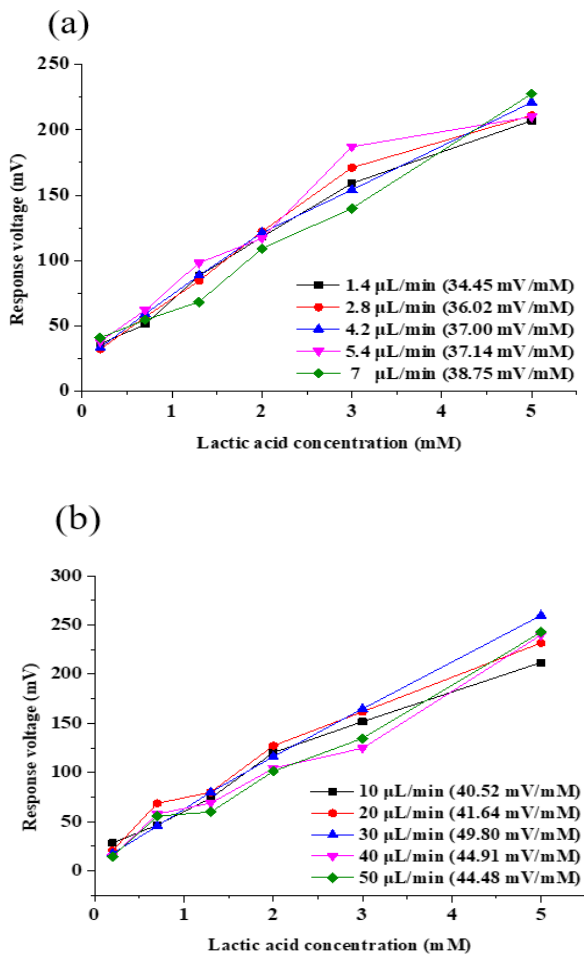 (a)
250
200
150
100
50
0
Response voltage (mV)
1.4 μL/min (34.45 mV/mM)
2.8 μL/min (36.02 mV/mM)
4.2 μL/min (37.00 mV/mM)
5.4 μL/min (37.14 mV/mM)
7 μL/min (38.75 mV/mM)
0 1 2 3 4 5
Lactic acid concentration (mM)
(b)
300
250
200
150
100
50
0
Response voltage (mV)
10 μL/min (40.52 mV/mM)
20 μL/min (41.64 mV/mM)
30 μL/min (49.80 mV/mM)
40 μL/min (44.91 mV/mM)
50 μL/min (44.48 mV/mM)
0 1 2 3 4 5
Lactic acid concentration (mM)